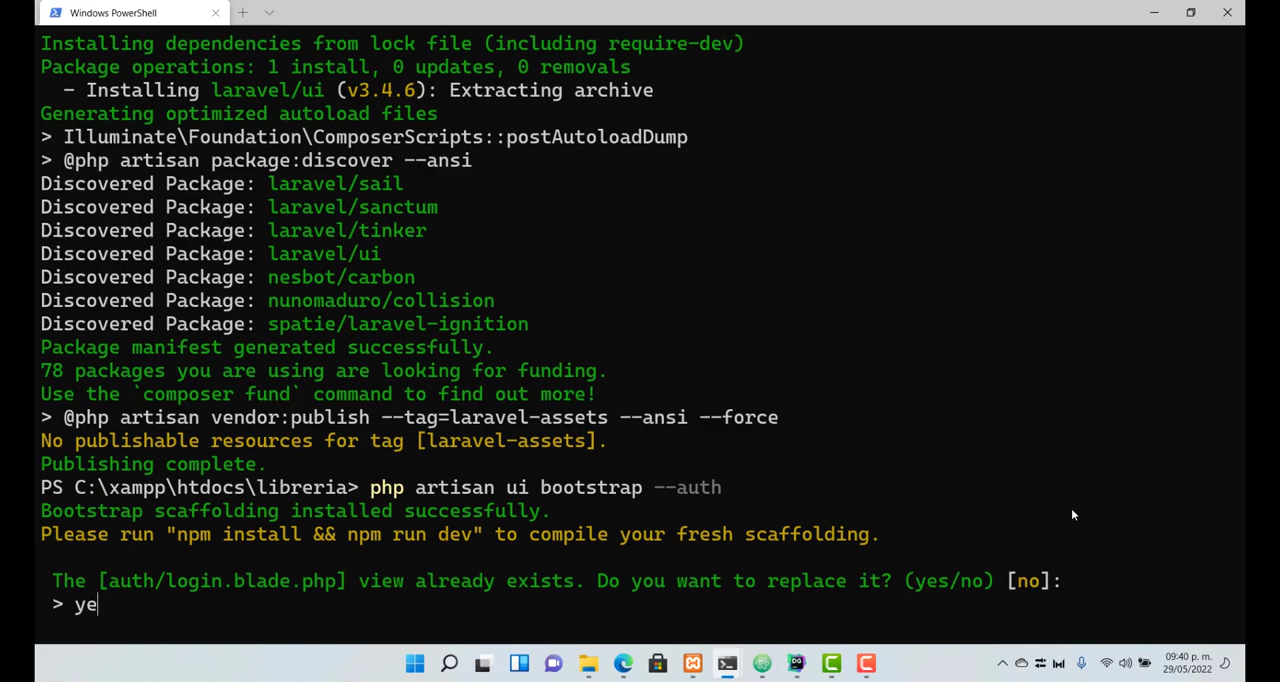 Windows PowerShell
Installing dependencies from lock file (including require-dev)
Package operations: 1 install, 0 updates, 0 removals
- Installing laravel/ui (v3.4.6): Extracting archive
Generating optimized autoload files
> Illuminate\Foundation\ComposerScripts::postAutoloadDump
> @php artisan package:discover --ansi
Discovered Package: laravel/sail
Discovered Package: laravel/sanctum
Discovered Package: laravel/tinker
Discovered Package: laravel/ui
Discovered Package: nesbot/carbon
Discovered Package: nunomaduro/collision
Discovered Package: spatie/laravel-ignition
Package manifest generated successfully.
78 packages you are using are looking for funding.
Use the `composer fund` command to find out more!
> @php artisan vendor:publish --tag=laravel-assets --ansi --force
No publishable resources for tag [laravel-assets].
Publishing complete.
PS C:\xampp\htdocs\libreria> php artisan ui bootstrap --auth
Bootstrap scaffolding installed successfully.
Please run "npm install && npm run dev" to compile your fresh scaffolding.
The [auth/login.blade.php] view already exists. Do you want to replace it? (yes/no) [no]:
> ye
DG
C
C
09:40 p. m.
29/05/2022